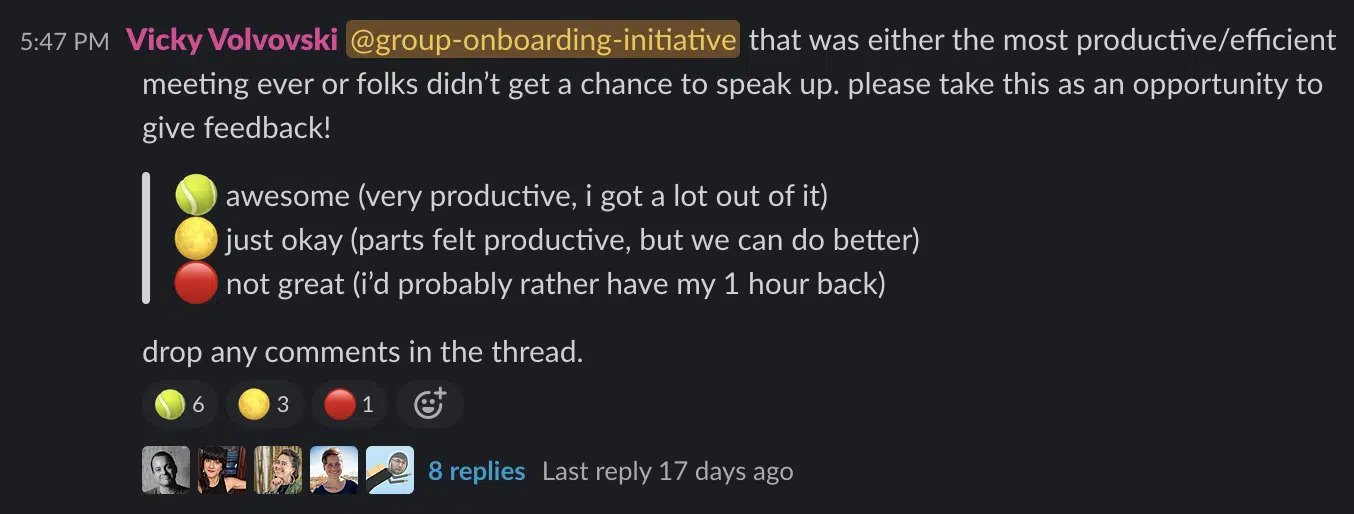 5:47 PM Vicky Volvovski @group-onboarding-initiative that was either the most productive/efficient
meeting ever or folks didn’t get a chance to speak up. please take this as an opportunity to
give feedback!
awesome (very productive, i got a lot out of it)
just okay (parts felt productive, but we can do better)
not great (i’d probably rather have my 1 hour back)
drop any comments in the thread.
6 3 1
8 replies Last reply 17 days ago